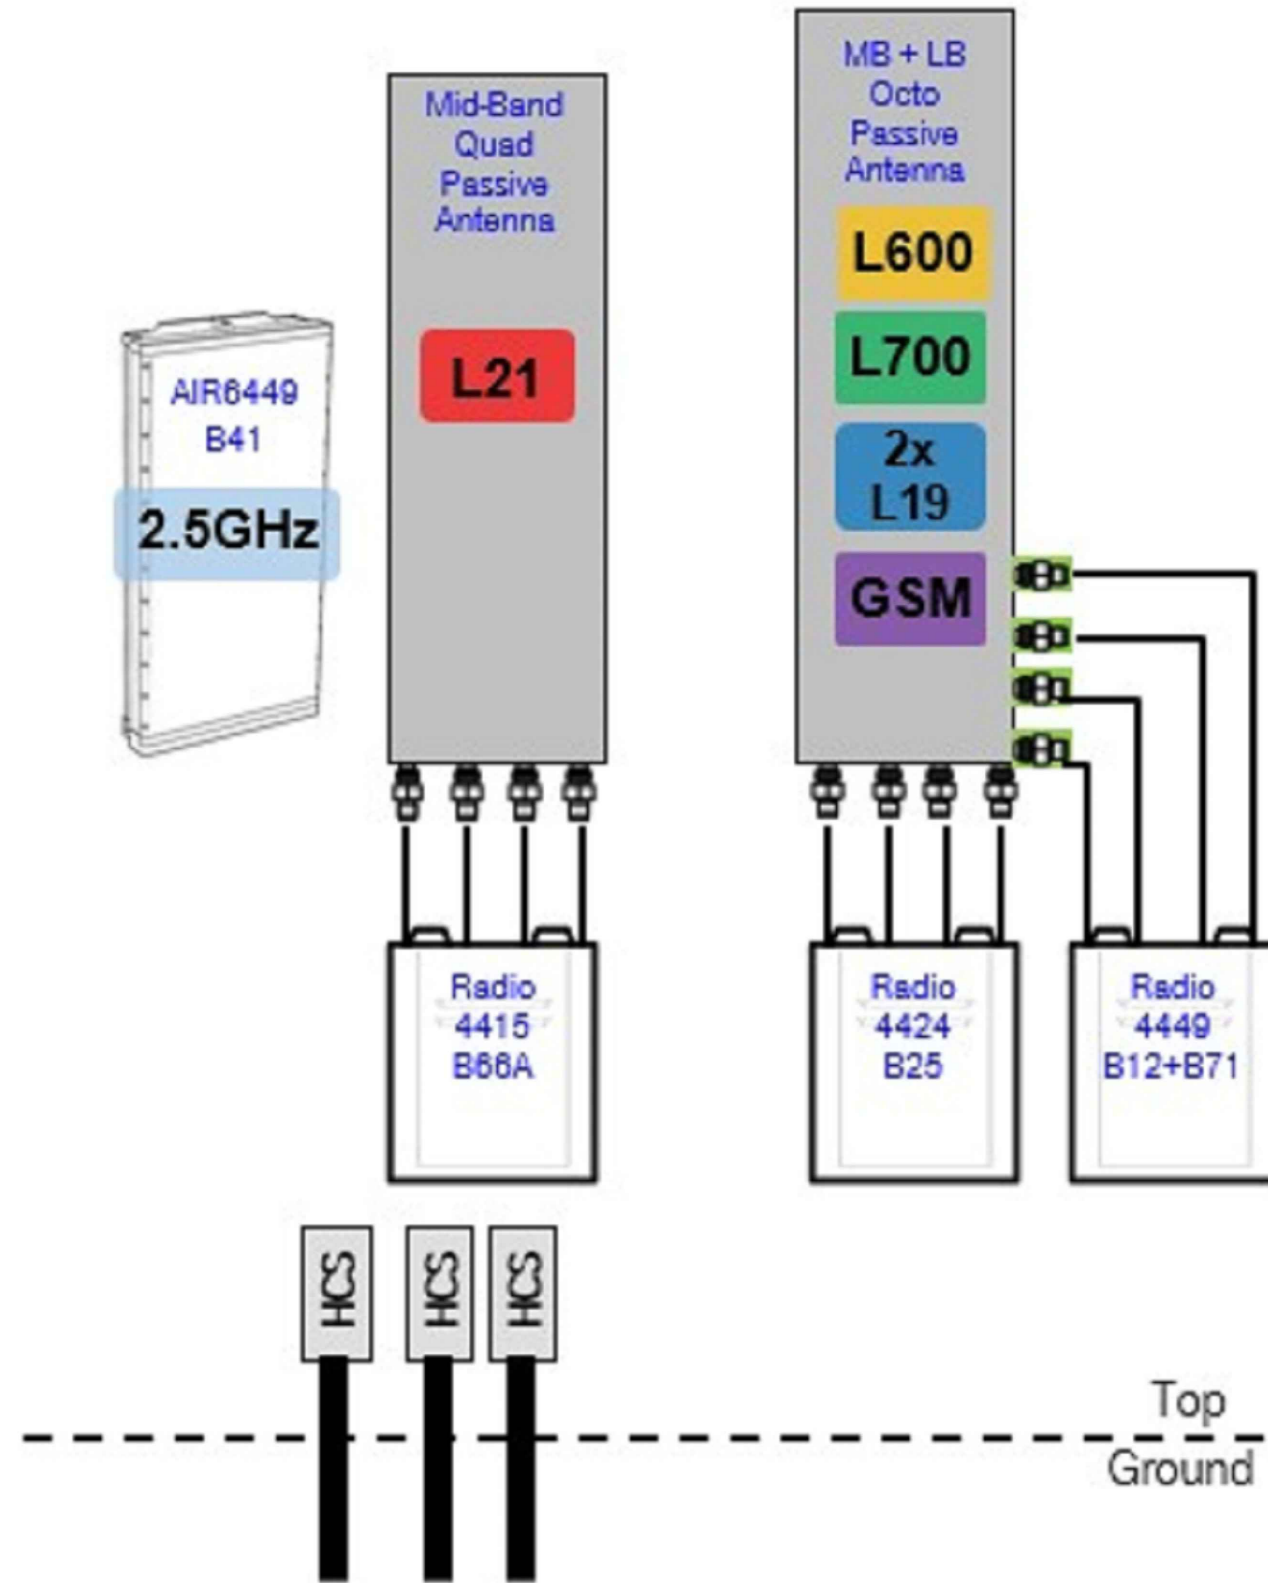 AIR6449
B41
2.5GHz
Mid-Band
Quad
Passive
Antenna
L21
MB + LB
Octo
Passive
Antenna
L600
L700
2x
L19
GSM
Radio
4415
B66A
Radio
4424
B25
Radio
4449
B12+B71
HCS
HCS
HCS
Top
Ground